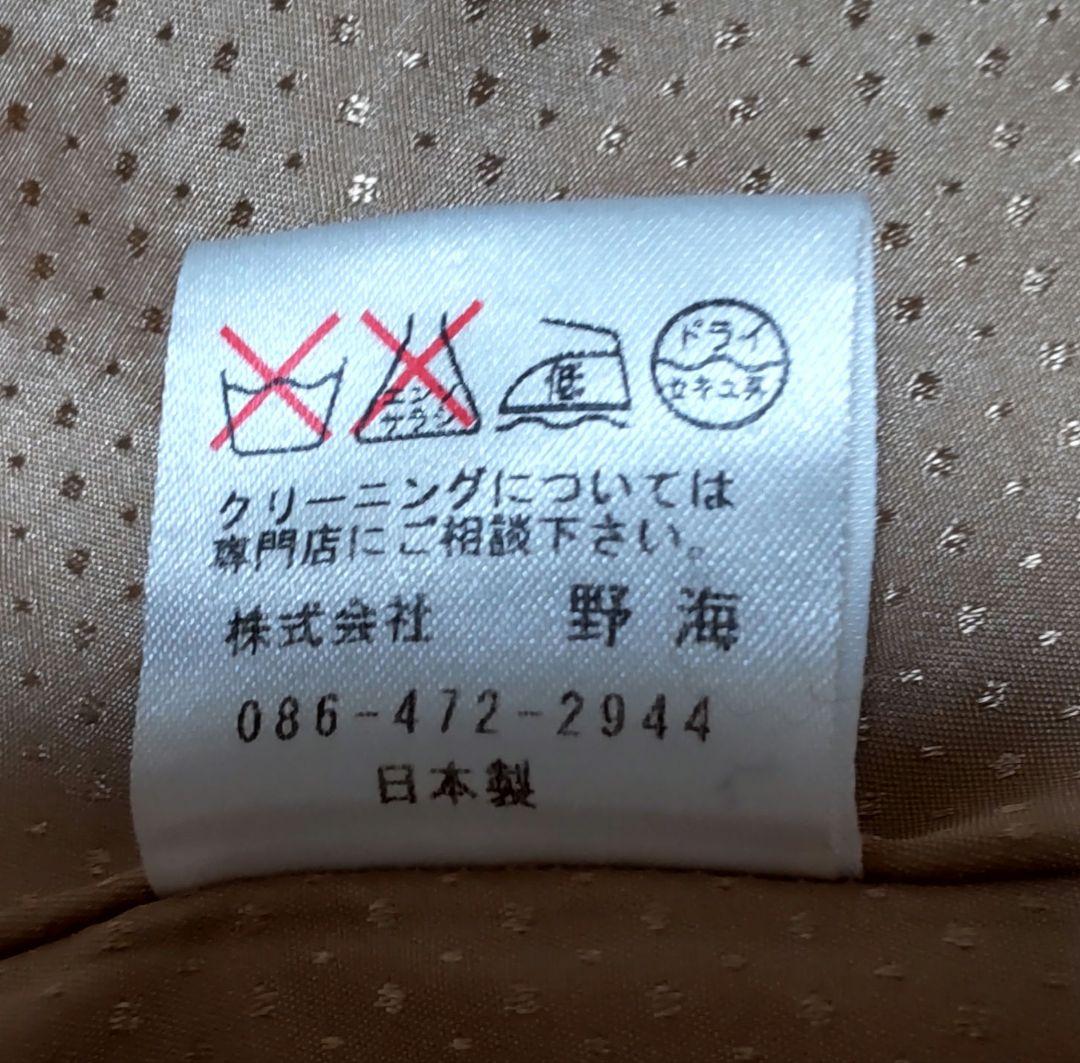 エン
サラシ
低
ドライ
セキユ系
クリーニングについては
専門店にご相談下さい。
株式会社 野海
086-472-2944
日本製